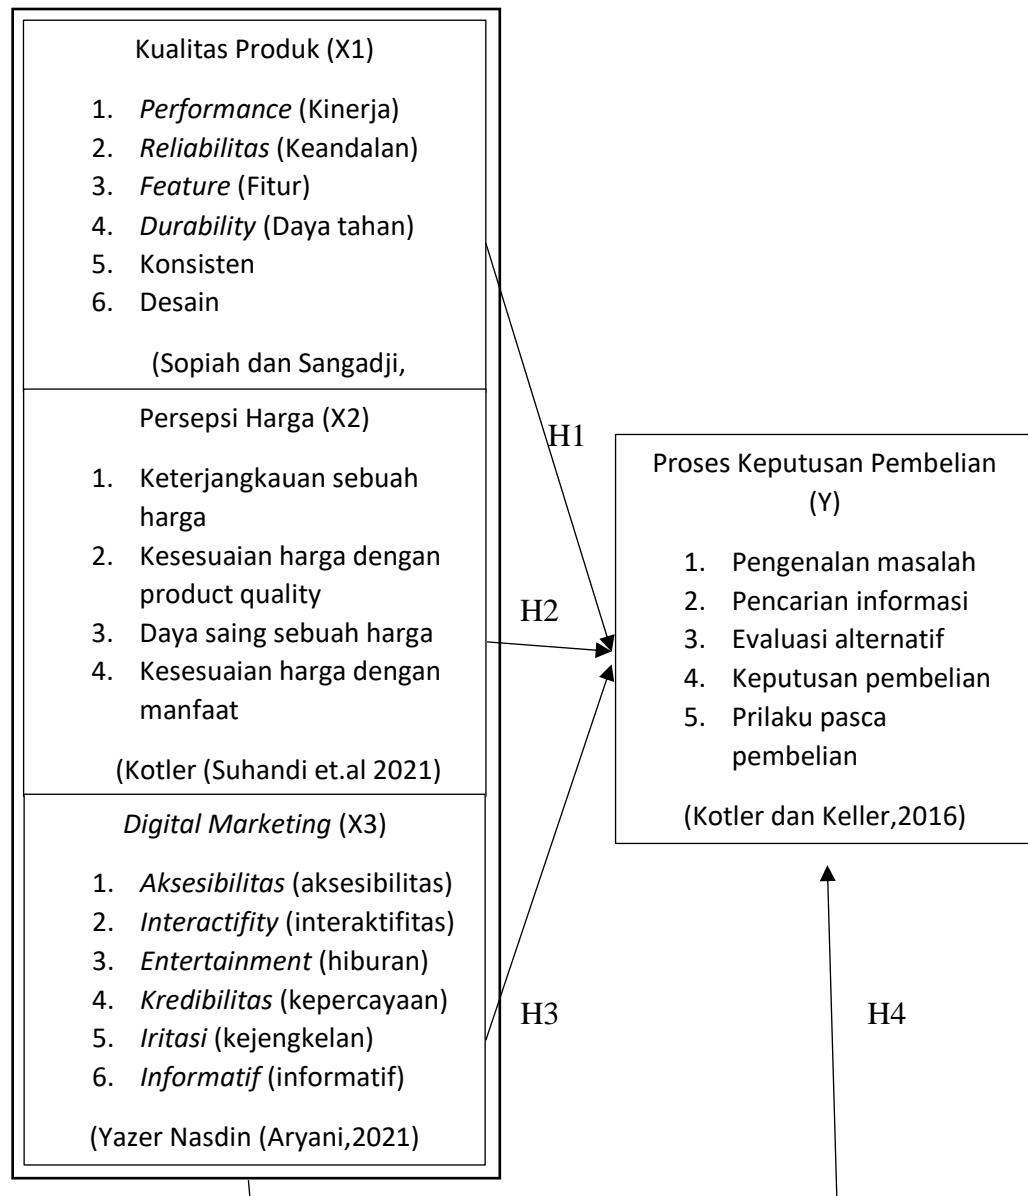 Kualitas Produk (X1)
1. Performance (Kinerja)
2. Reliabilitas (Keandalan)
3. Feature (Fitur)
4. Durability (Daya tahan)
5. Konsisten
6. Desain
(Sopiah dan Sangadji,
Persepsi Harga (X2)
1. Keterjangkauan sebuah
harga
2. Kesesuaian harga dengan
product quality
3. Daya saing sebuah harga
4. Kesesuaian harga dengan
manfaat
(Kotler (Suhandi et.al 2021)
Digital Marketing (X3)
1. Aksesibilitas (aksesibilitas)
2. Interactifity (interaktifitas)
3. Entertainment (hiburan)
4. Kredibilitas (kepercayaan)
5. Iritasi (kejengkelan)
6. Informatif (informatif)
(Yazer Nasdin (Aryani,2021)
H1
H2
H3
Proses Keputusan Pembelian
(Y)
1. Pengenalan masalah
2. Pencarian informasi
3. Evaluasi alternatif
4. Keputusan pembelian
5. Prilaku pasca
pembelian
(Kotler dan Keller,2016)
H4